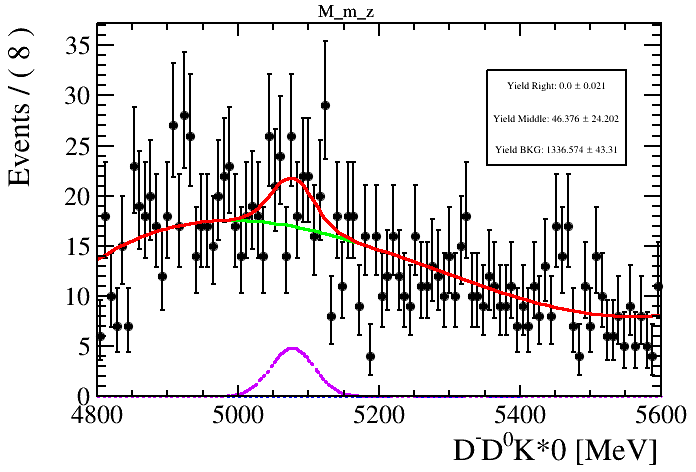 M_m_z
Events / ( 8 )
35
30
25
20
15
10
5
0
Yield Right: 0.0 ± 0.021
Yield Middle: 46.376 ± 24.202
Yield BKG: 1336.574 ± 43.31
4800 5000 5200 5400 5600
D⁻D⁰K*0 [MeV]